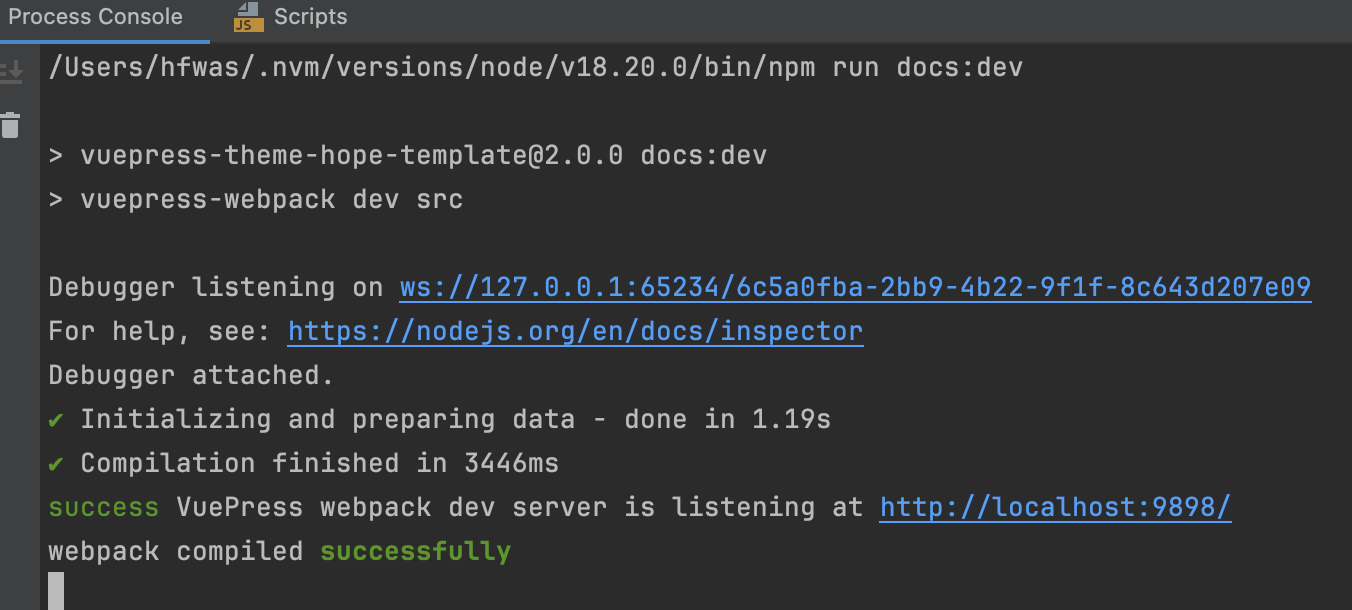 Process Console
JS Scripts
/Users/hfwas/.nvm/versions/node/v18.20.0/bin/npm run docs:dev
> vuepress-theme-hope-template@2.0.0 docs:dev
> vuepress-webpack dev src
Debugger listening on ws://127.0.0.1:65234/6c5a0fba-2bb9-4b22-9f1f-8c643d207e09
For help, see: https://nodejs.org/en/docs/inspector
Debugger attached.
✔ Initializing and preparing data - done in 1.19s
✔ Compilation finished in 3446ms
success VuePress webpack dev server is listening at http://localhost:9898/
webpack compiled successfully